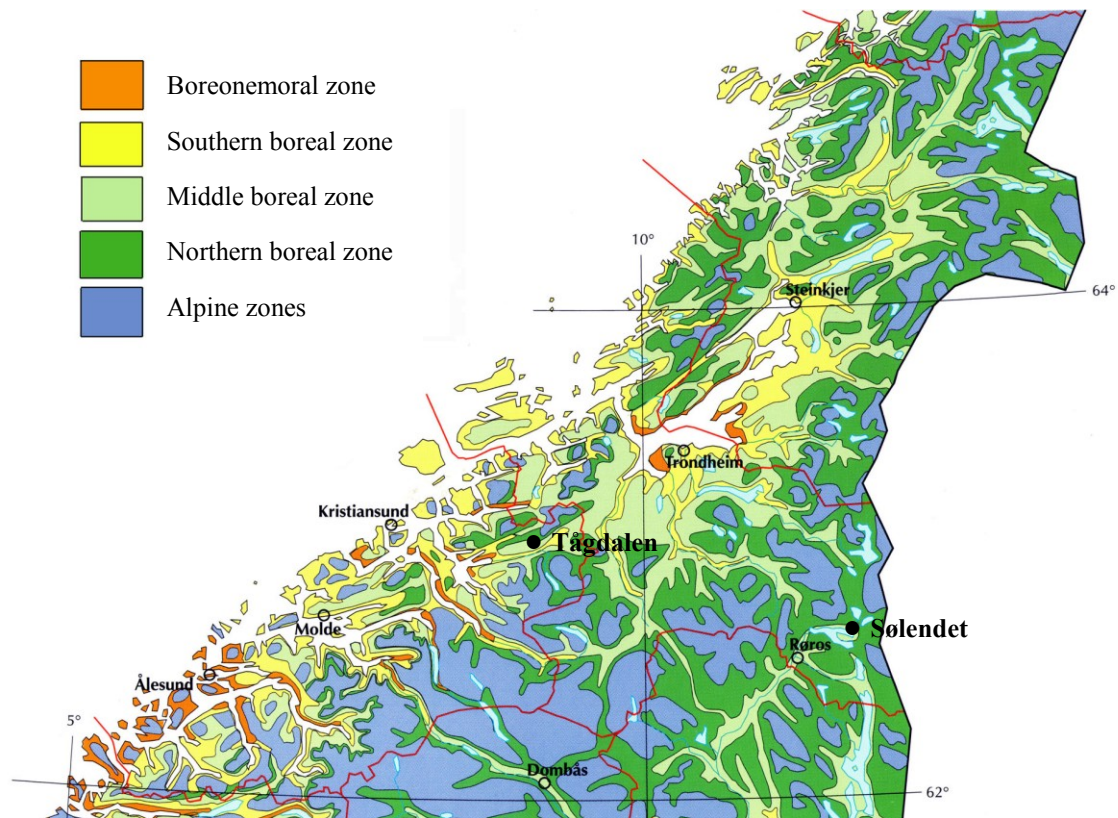 Boreonemoral zone
Southern boreal zone
Middle boreal zone
Northern boreal zone
Alpine zones
10°
Steinkjer
64°
Trondheim
Kristiansund
Tågdalen
Molde
Sølendet
Røros
Ålesund
5°
Dombås
62°